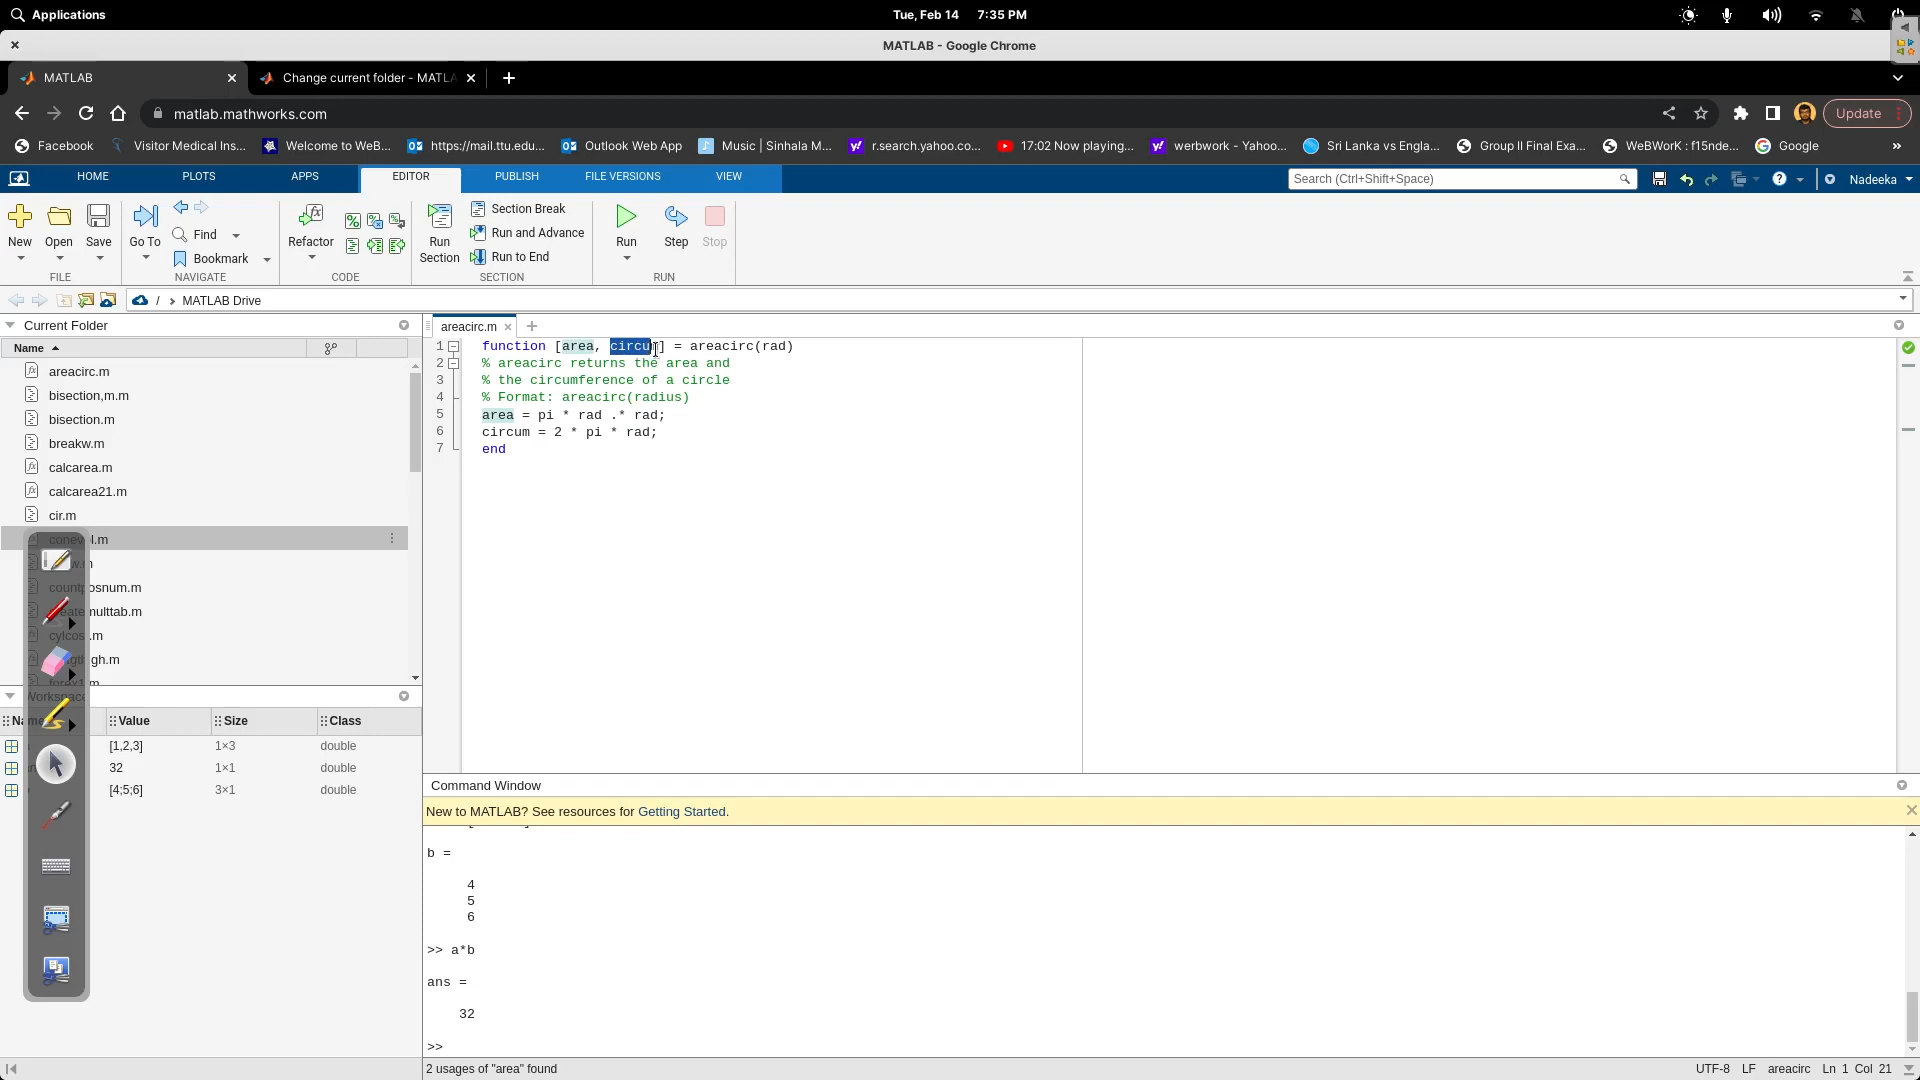 Applications
Tue, Feb 14 7:35 PM
MATLAB - Google Chrome
MATLAB
Change current folder - MATLA
matlab.mathworks.com
Update
Facebook Visitor Medical Ins... Welcome to WeB... https://mail.ttu.edu... Outlook Web App Music | Sinhala M... r.search.yahoo.co... 17:02 Now playing... werbwork - Yahoo... Sri Lanka vs Engla... Group II Final Exa... WeBWorK : f15nde... Google »
HOME PLOTS APPS EDITOR PUBLISH FILE VERSIONS VIEW
Search (Ctrl+Shift+Space)
Nadeeka
New Open Save Go To Find Bookmark Refactor Run Section Section Break Run and Advance Run to End Run Step Stop
FILE NAVIGATE CODE SECTION RUN
/ > MATLAB Drive
Current Folder
Name
areacirc.m
bisection,m.m
bisection.m
breakw.m
calcarea.m
calcarea21.m
cir.m
Workspace
Value Size Class
[1,2,3] 1×3 double
32 1×1 double
[4;5;6] 3×1 double
areacirc.m
1 function [area, circum] = areacirc(rad)
2 % areacirc returns the area and
3 % the circumference of a circle
4 % Format: areacirc(radius)
5 area = pi * rad .* rad;
6 circum = 2 * pi * rad;
7 end
Command Window
New to MATLAB? See resources for Getting Started.
b =
4
5
6
>> a*b
ans =
32
>>
2 usages of "area" found
UTF-8 LF areacirc Ln 1 Col 21